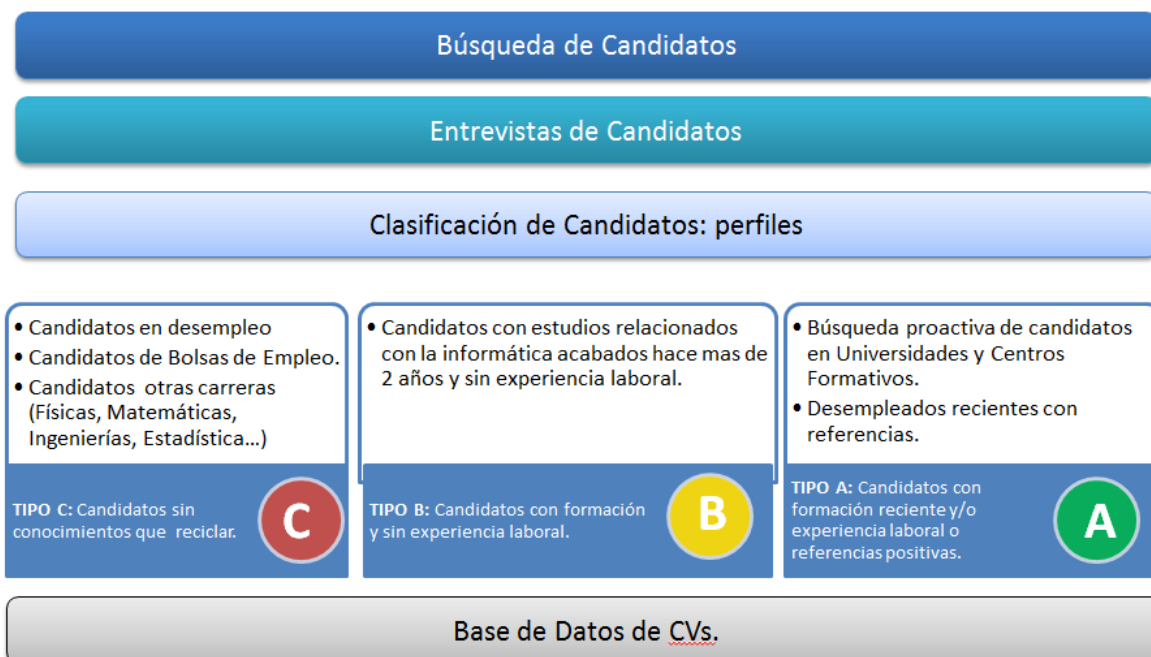 Búsqueda de Candidatos
Entrevistas de Candidatos
Clasificación de Candidatos: perfiles
• Candidatos en desempleo
• Candidatos de Bolsas de Empleo.
• Candidatos otras carreras
(Físicas, Matemáticas,
Ingenierías, Estadística...)
TIPO C: Candidatos sin
conocimientos que reciclar.
C
• Candidatos con estudios relacionados
con la informática acabados hace mas de
2 años y sin experiencia laboral.
TIPO B: Candidatos con formación
y sin experiencia laboral.
B
• Búsqueda proactiva de candidatos
en Universidades y Centros
Formativos.
• Desempleados recientes con
referencias.
TIPO A: Candidatos con
formación reciente y/o
experiencia laboral o
referencias positivas.
A
Base de Datos de CVs.